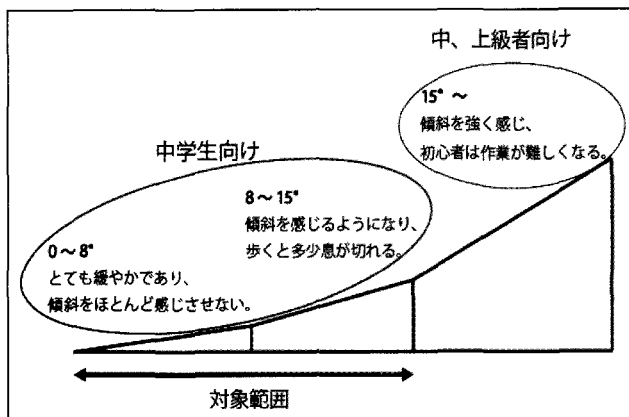 中、上級者向け
15° ～
傾斜を強く感じ、
初心者は作業が難しくなる。
中学生向け
8～15°
傾斜を感じるようになり、
歩くと多少息が切れる。
0～8°
とても緩やかであり、
傾斜をほとんど感じさせない。
対象範囲